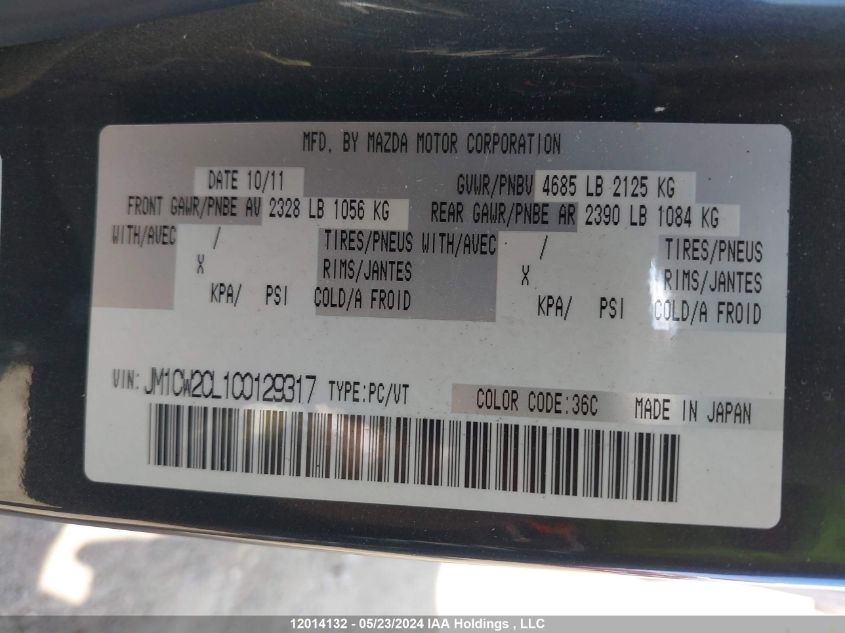 MFD. BY MAZDA MOTOR CORPORATION
DATE 10/11 GVWR/PNBV 4685 LB 2125 KG
FRONT GAWR/PNBE AV 2328 LB 1056 KG REAR GAWR/PNBE AR 2390 LB 1084 KG
WITH/AVEC / TIRES/PNEUS WITH/AVEC / TIRES/PNEUS
X RIMS/JANTES X RIMS/JANTES
KPA/ PSI COLD/A FROID KPA/ PSI COLD/A FROID
VIN: JM1CW2CL1C0129317 TYPE:PC/VT COLOR CODE:36C MADE IN JAPAN
12014132 - 05/23/2024 IAA Holdings , LLC